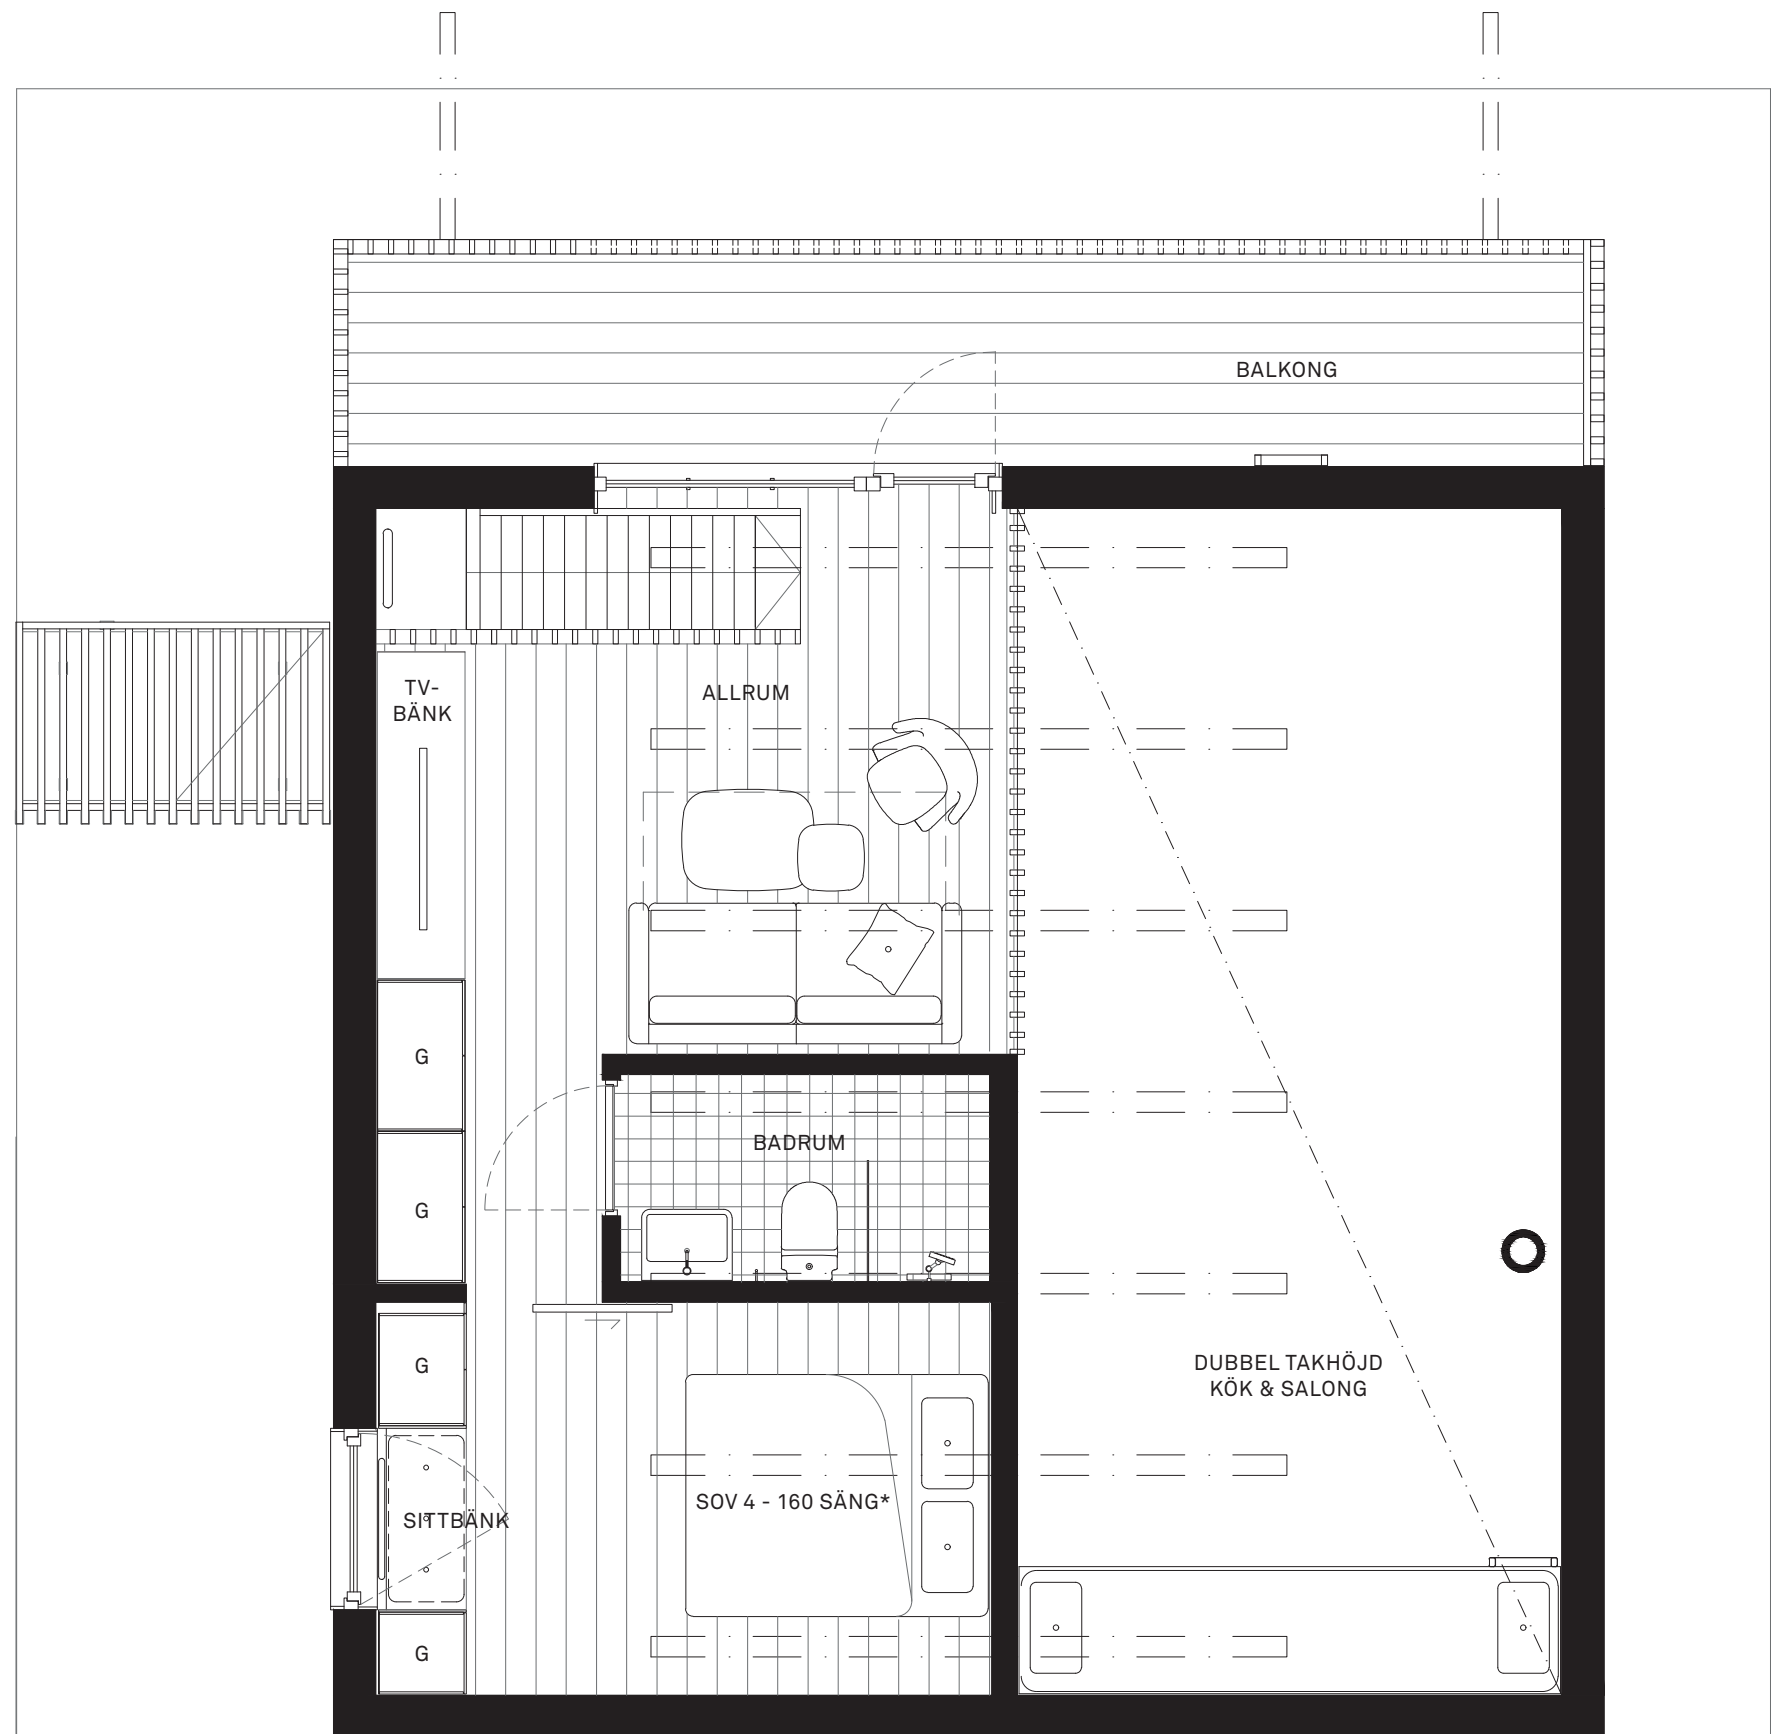 BALKONG
TV-
BÄNK
ALLRUM
G
BADRUM
G
G
DUBBEL TAKHÖJD
KÖK & SALONG
SOV 4 - 160 SÄNG*
SITTBÄNK
G